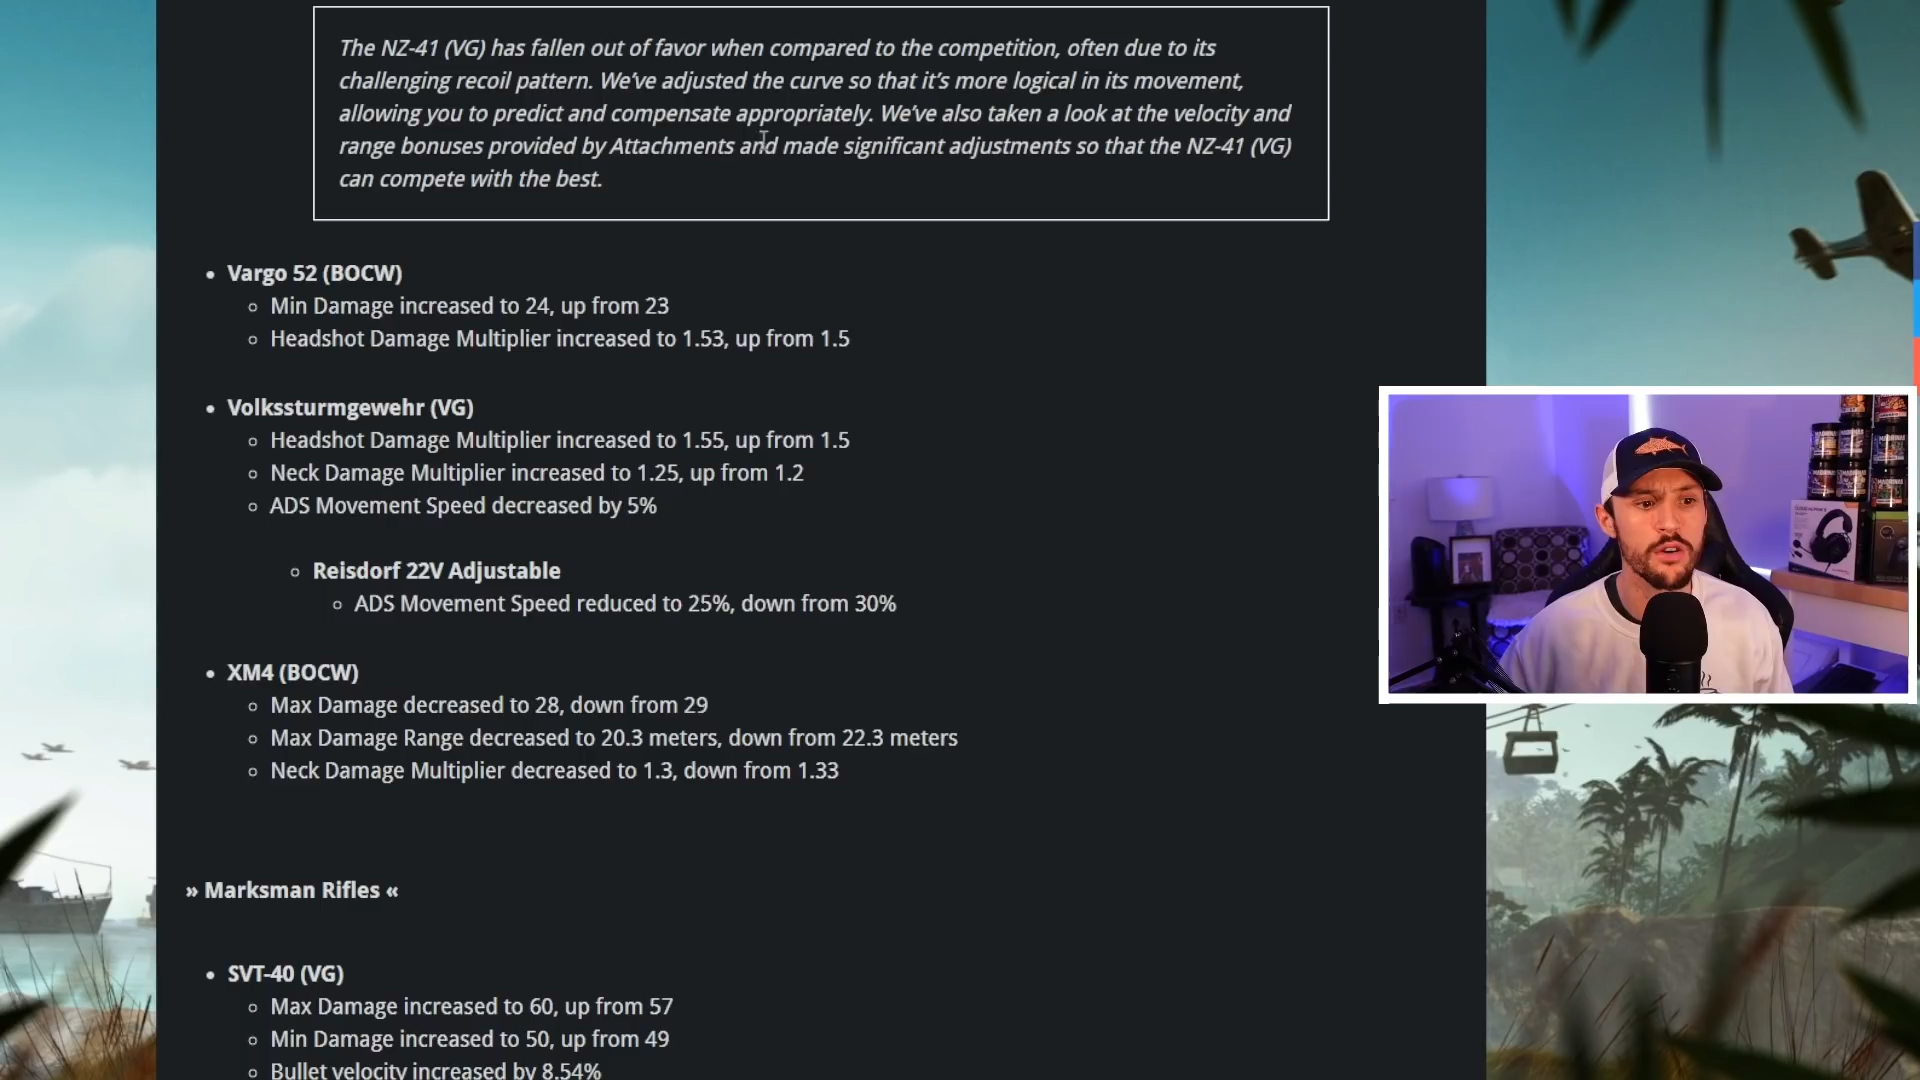 The NZ-41 (VG) has fallen out of favor when compared to the competition, often due to its
challenging recoil pattern. We've adjusted the curve so that it's more logical in its movement,
allowing you to predict and compensate appropriately. We've also taken a look at the velocity and
range bonuses provided by Attachments and made significant adjustments so that the NZ-41 (VG)
can compete with the best.
• Vargo 52 (BOCW)
◦ Min Damage increased to 24, up from 23
◦ Headshot Damage Multiplier increased to 1.53, up from 1.5
• Volkssturmgewehr (VG)
◦ Headshot Damage Multiplier increased to 1.55, up from 1.5
◦ Neck Damage Multiplier increased to 1.25, up from 1.2
◦ ADS Movement Speed decreased by 5%
◦ Reisdorf 22V Adjustable
◦ ADS Movement Speed reduced to 25%, down from 30%
• XM4 (BOCW)
◦ Max Damage decreased to 28, down from 29
◦ Max Damage Range decreased to 20.3 meters, down from 22.3 meters
◦ Neck Damage Multiplier decreased to 1.3, down from 1.33
» Marksman Rifles «
• SVT-40 (VG)
◦ Max Damage increased to 60, up from 57
◦ Min Damage increased to 50, up from 49
◦ Bullet velocity increased by 8.54%